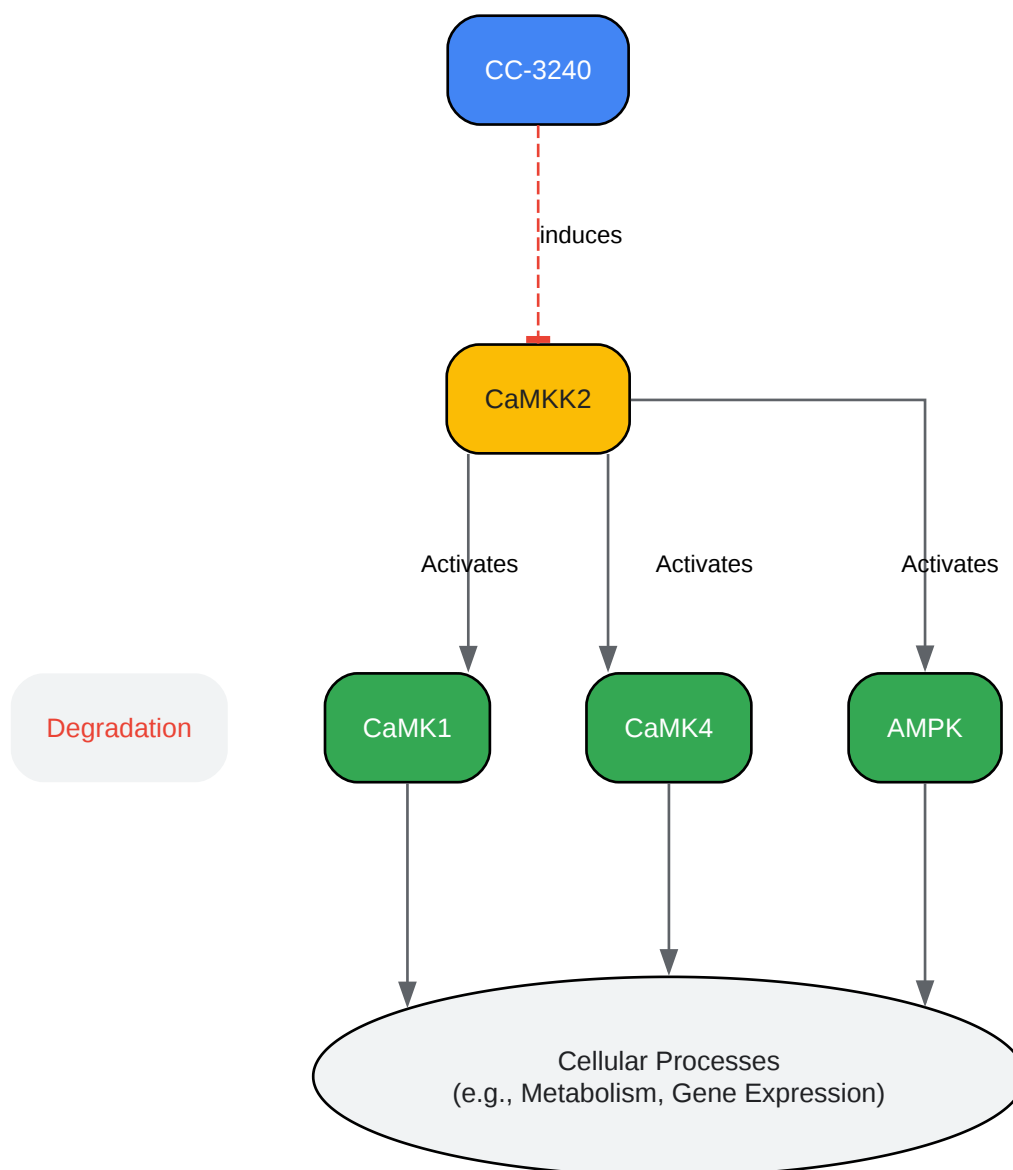 CC-3240
induces
CaMKK2
Activates
Activates
Activates
Degradation
CaMK1
CaMK4
AMPK
Cellular Processes
(e.g., Metabolism, Gene Expression)